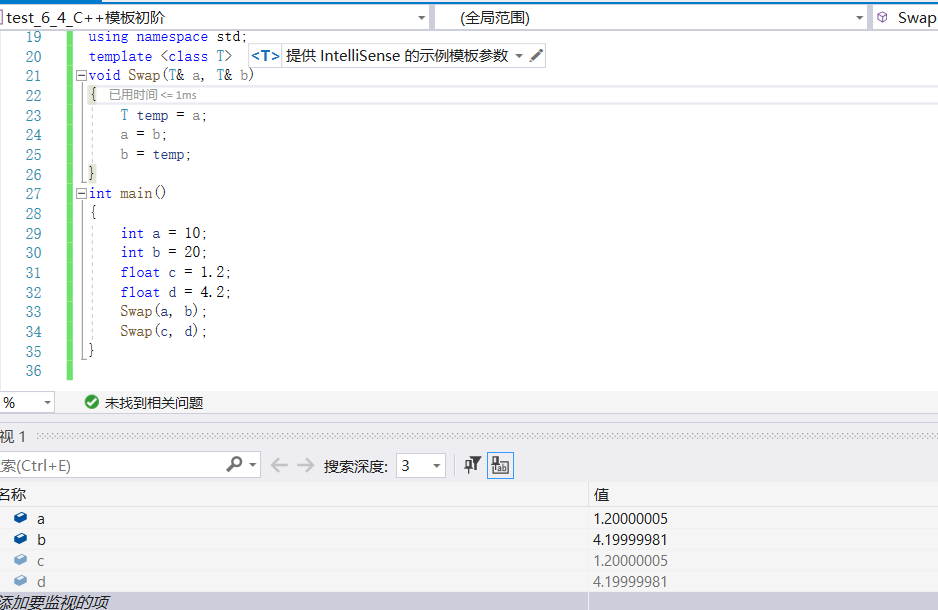 test_6_4_C++模板初阶 (全局范围) Swap
19 using namespace std;
20 template <class T> <T> 提供 IntelliSense 的示例模板参数
21 void Swap(T& a, T& b)
22 { 已用时间 <= 1ms
23 T temp = a;
24 a = b;
25 b = temp;
26 }
27 int main()
28 {
29 int a = 10;
30 int b = 20;
31 float c = 1.2;
32 float d = 4.2;
33 Swap(a, b);
34 Swap(c, d);
35 }
36
% 未找到相关问题
视 1
索(Ctrl+E) 搜索深度: 3
名称 值
a 1.20000005
b 4.19999981
c 1.20000005
d 4.19999981
添加要监视的项